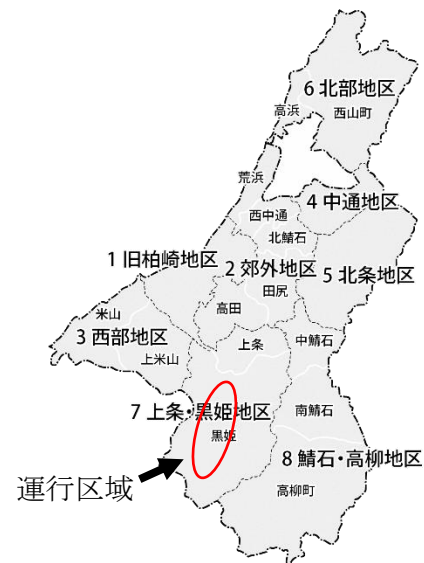 6 北部地区
高浜
西山町
荒浜
4 中通地区
西中通
北鯖石
1 旧柏崎地区
2 郊外地区
5 北条地区
田尻
高田
米山
3 西部地区
上米山
上条
中鯖石
7 上条・黒姫地区
黒姫
南鯖石
8 鯖石・高柳地区
運行区域
高柳町